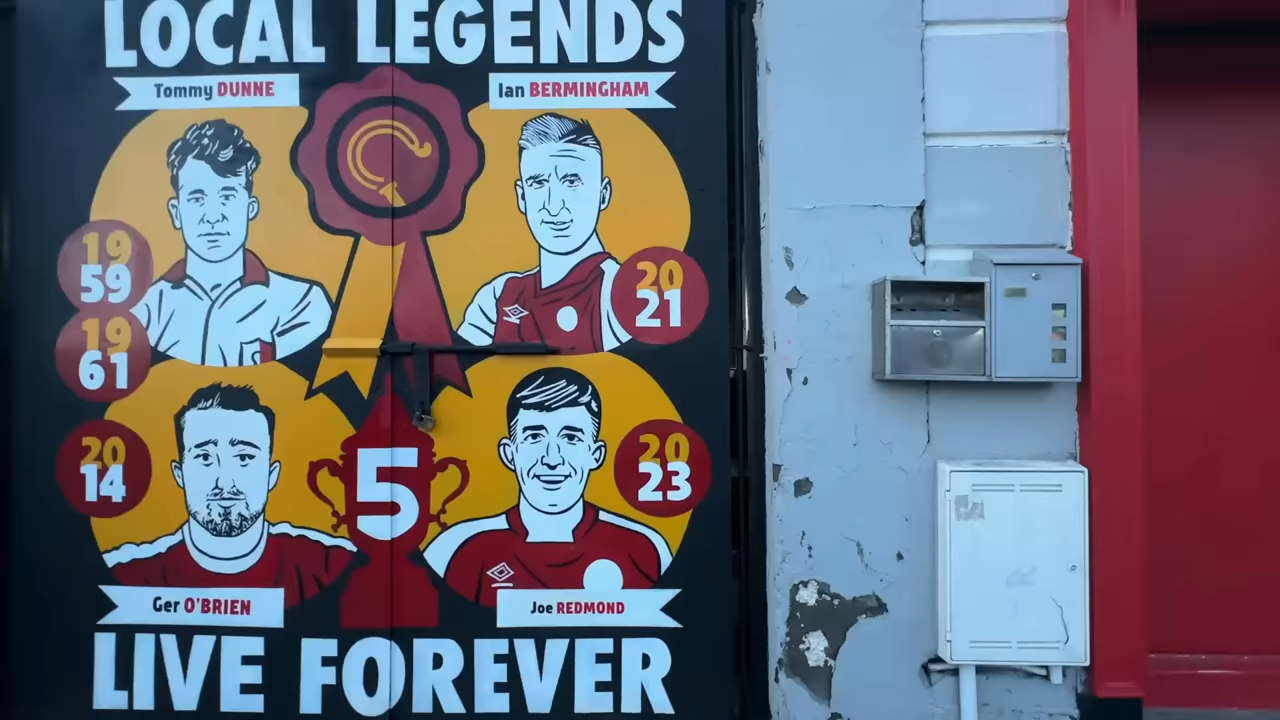 LOCAL LEGENDS
Tommy DUNNE
Ian BERMINGHAM
19
59
19
61
20
21
20
14
5
20
23
Ger O'BRIEN
Joe REDMOND
LIVE FOREVER